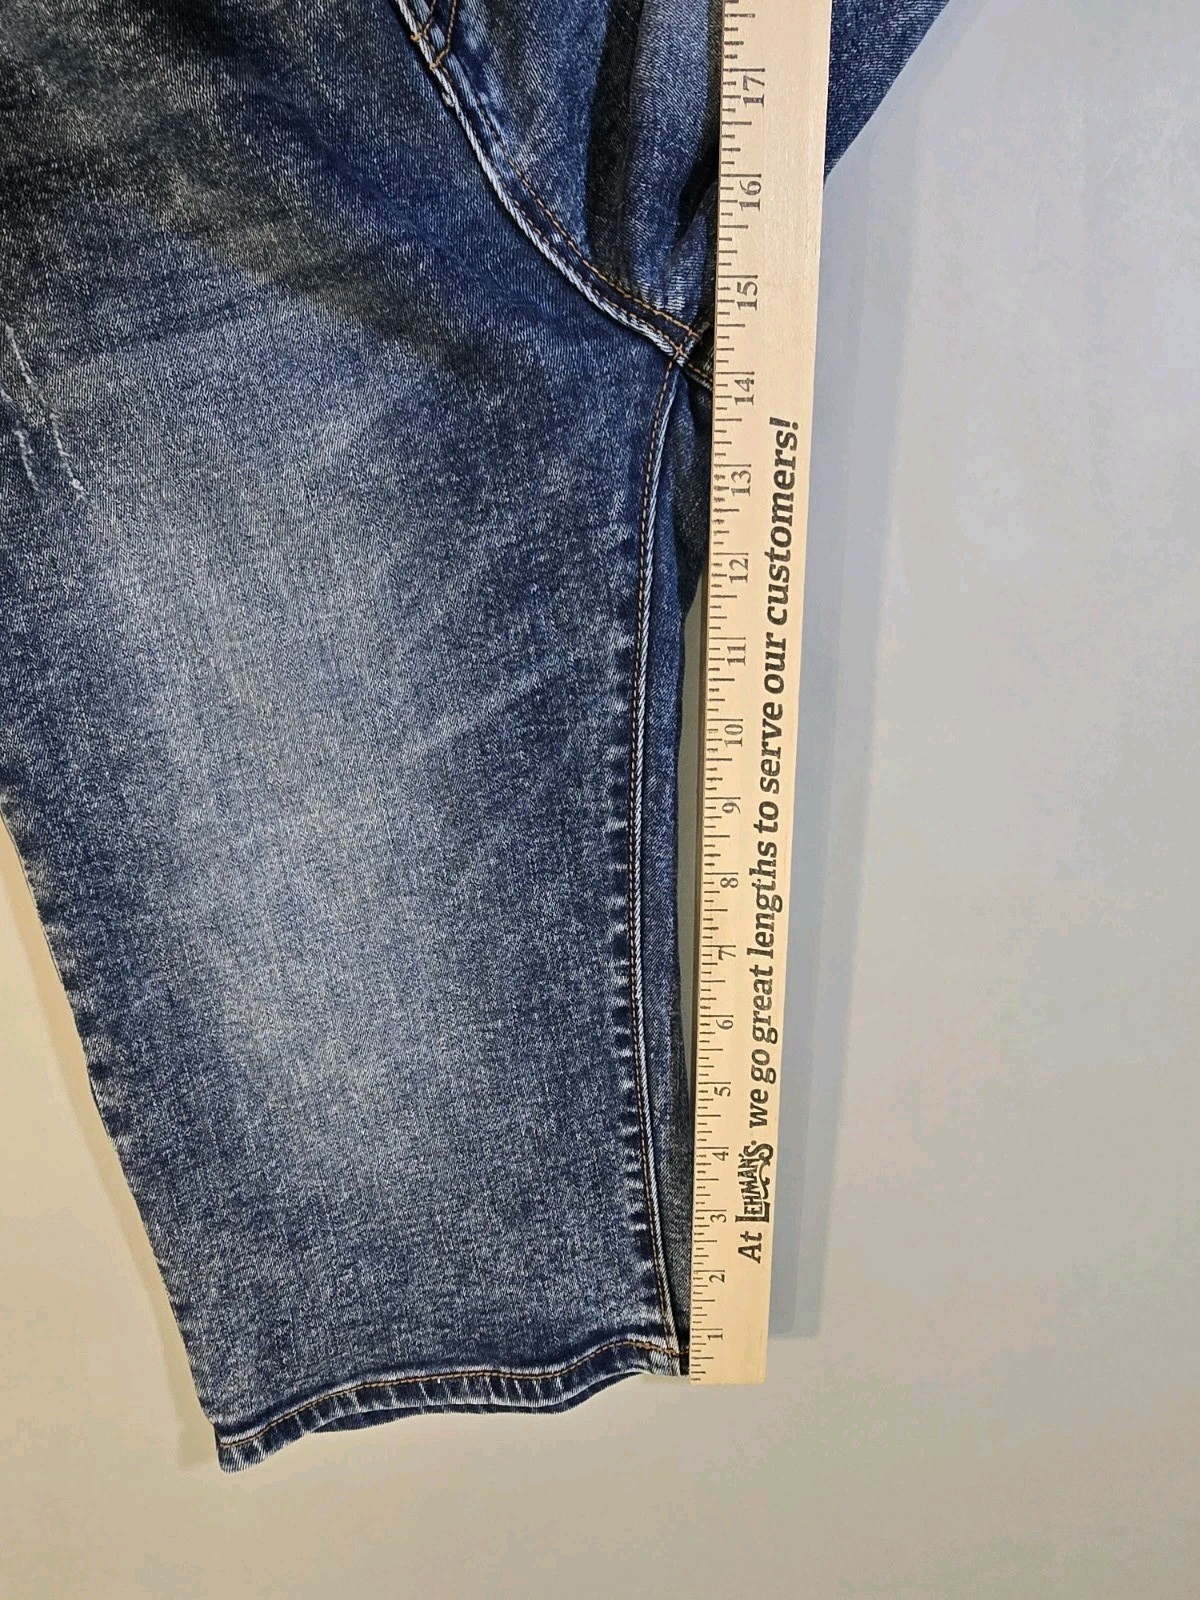 At LEHMAN'S we go great lengths to serve our customers!
1 2 3 4 5 6 7 8 9 10 11 12 13 14 15 16 17